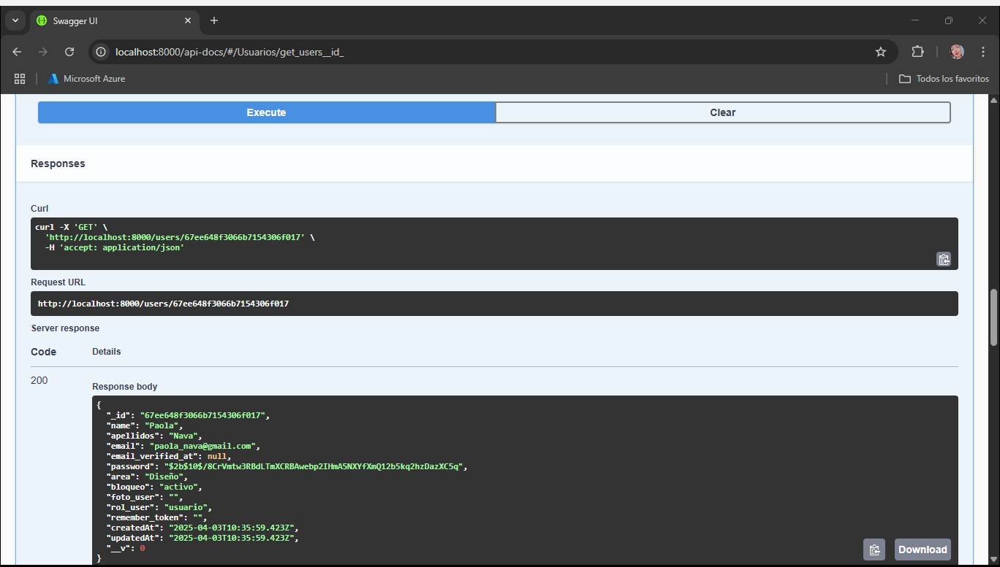 Swagger UI
localhost:8000/api-docs/#/Usuarios/get_users__id_
Microsoft Azure
Todos los favoritos
Execute
Clear
Responses
Curl
curl -X 'GET' \
'http://localhost:8000/users/67ee648f3066b7154306f017' \
-H 'accept: application/json'
Request URL
http://localhost:8000/users/67ee648f3066b7154306f017
Server response
Code Details
200
Response body
{
"_id": "67ee648f3066b7154306f017",
"name": "Paola",
"apellidos": "Nava",
"email": "paola_nava@gmail.com",
"email_verified_at": null,
"password": "$2b$10$/8CrVmtw3RBdLTmXCRBAwebp2IHmA5NXYfXmQ12b5kq2hzDazXC5q",
"area": "Diseño",
"bloqueo": "activo",
"foto_user": "",
"rol_user": "usuario",
"remember_token": "",
"createdAt": "2025-04-03T10:35:59.423Z",
"updatedAt": "2025-04-03T10:35:59.423Z",
"__v": 0
}
Download